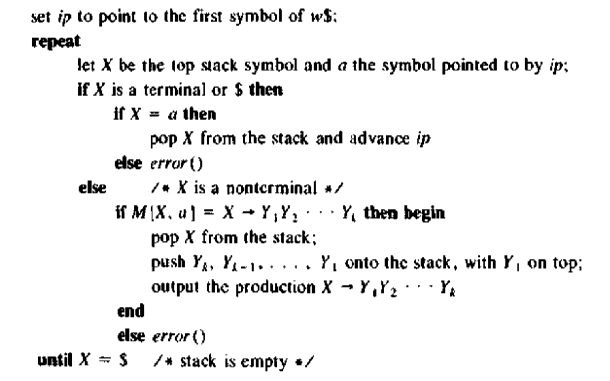 set ip to point to the first symbol of w$;
repeat
let X be the top stack symbol and a the symbol pointed to by ip;
if X is a terminal or $ then
if X = a then
pop X from the stack and advance ip
else error()
else /* X is a nonterminal */
if M[X, a] = X → Y₁Y₂ · · · Yₖ then begin
pop X from the stack;
push Yₖ, Yₖ₋₁, . . . , Y₁ onto the stack, with Y₁ on top;
output the production X → Y₁Y₂ · · · Yₖ
end
else error()
until X = $ /* stack is empty */